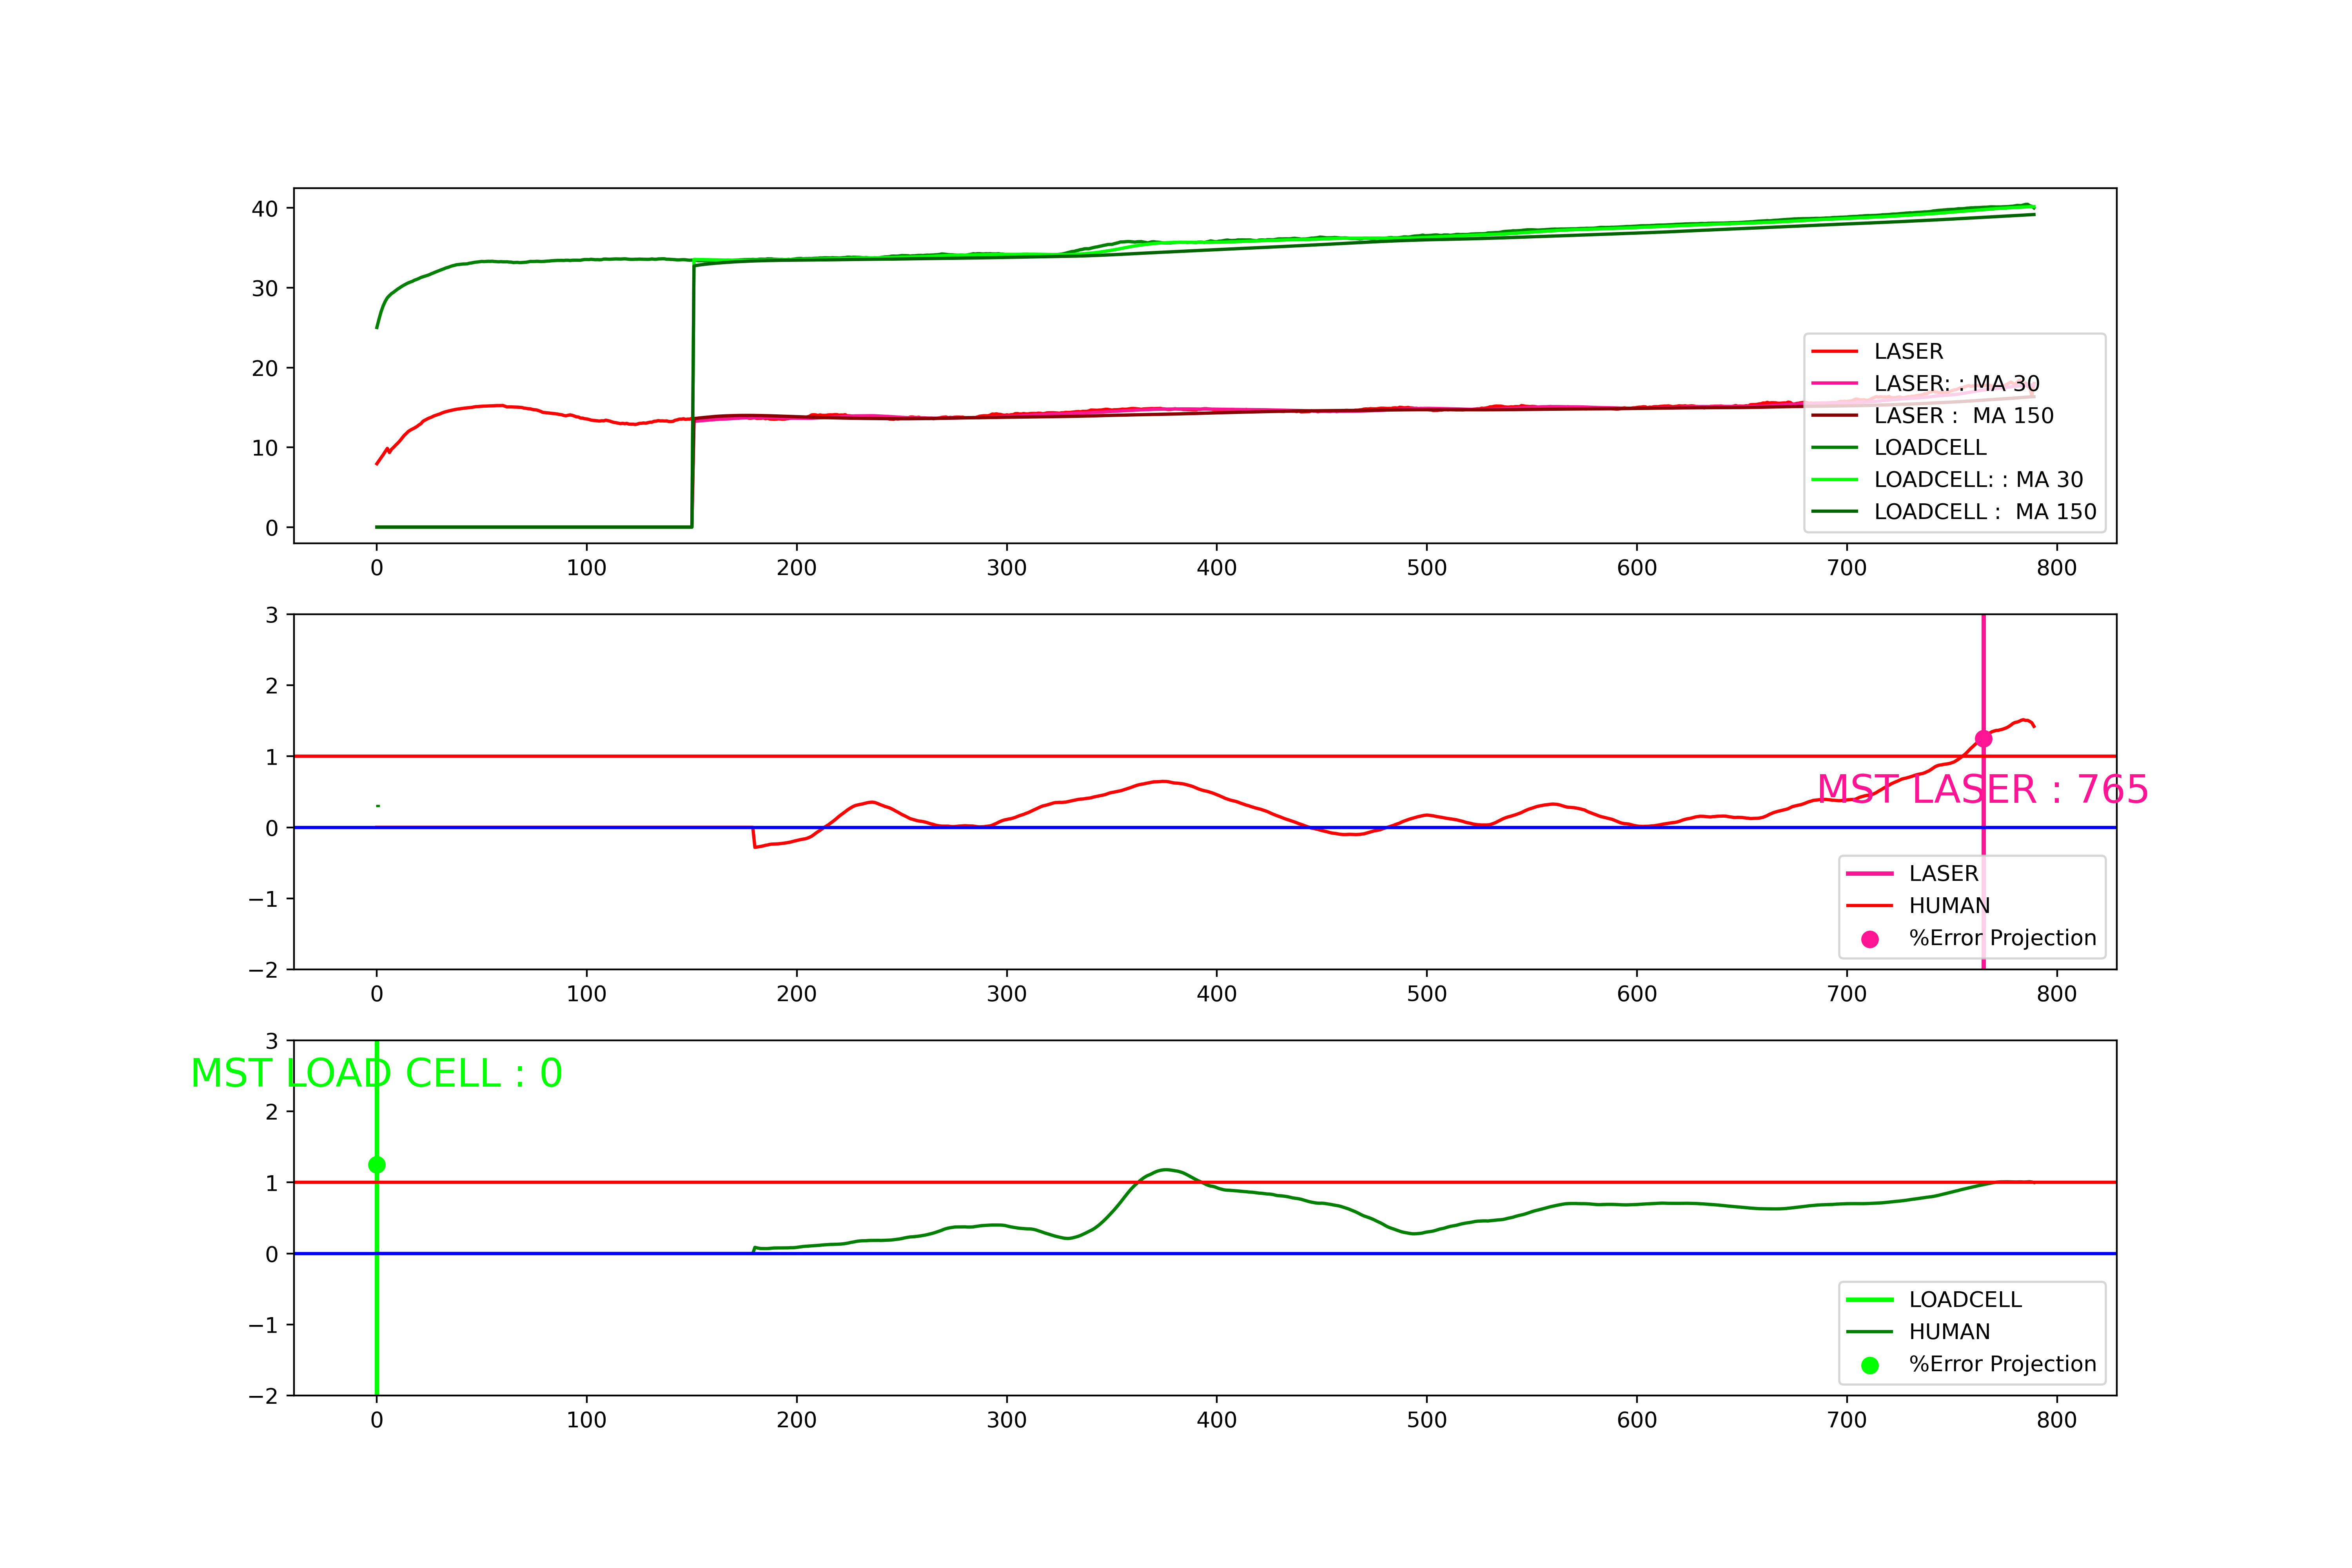 40
30
20
10
0
LASER
LASER: : MA 30
LASER :  MA 150
LOADCELL
LOADCELL: : MA 30
LOADCELL :  MA 150
0 100 200 300 400 500 600 700 800
3
2
1
0
−1
−2
MST LASER : 765
LASER
HUMAN
%Error Projection
0 100 200 300 400 500 600 700 800
3
MST LOAD CELL : 0
2
1
0
−1
−2
LOADCELL
HUMAN
%Error Projection
0 100 200 300 400 500 600 700 800